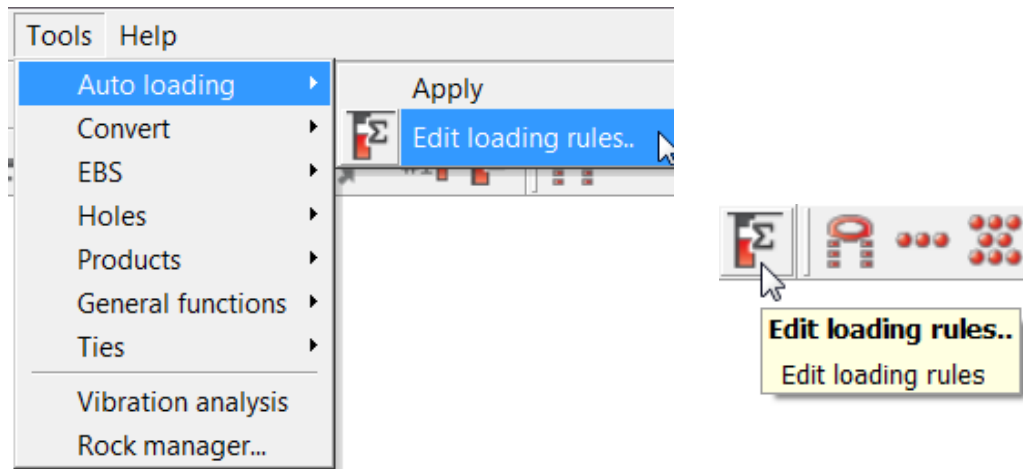 Tools Help
Auto loading
Apply
Convert
Σ Edit loading rules..
EBS
Holes
Products
General functions
Ties
Vibration analysis
Rock manager...
Σ
Edit loading rules..
Edit loading rules